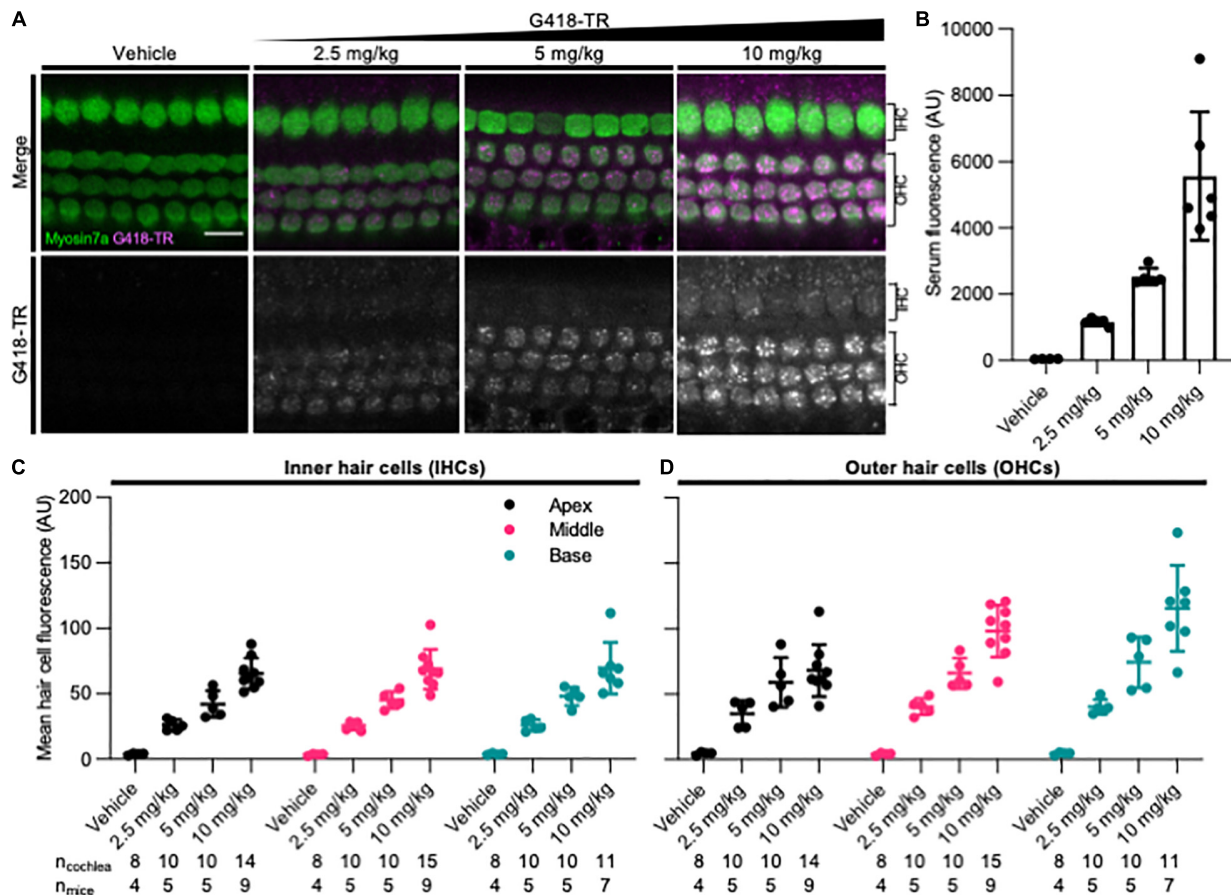 A
G418-TR
Vehicle
2.5 mg/kg
5 mg/kg
10 mg/kg
Merge
Myosin7a G418-TR
IHC
OHC
G418-TR
IHC
OHC
B
Serum fluorescence (AU)
10000
8000
6000
4000
2000
0
Vehicle
2.5 mg/kg
5 mg/kg
10 mg/kg
C
Inner hair cells (IHCs)
Mean hair cell fluorescence (AU)
200
150
100
50
0
Apex
Middle
Base
Vehicle 2.5 mg/kg 5 mg/kg 10 mg/kg Vehicle 2.5 mg/kg 5 mg/kg 10 mg/kg Vehicle 2.5 mg/kg 5 mg/kg 10 mg/kg
ncochlea 8 10 10 14 8 10 10 15 8 10 10 11
nmice 4 5 5 9 4 5 5 9 4 5 5 7
D
Outer hair cells (OHCs)
Vehicle 2.5 mg/kg 5 mg/kg 10 mg/kg Vehicle 2.5 mg/kg 5 mg/kg 10 mg/kg Vehicle 2.5 mg/kg 5 mg/kg 10 mg/kg
8 10 10 14 8 10 10 15 8 10 10 11
4 5 5 9 4 5 5 9 4 5 5 7